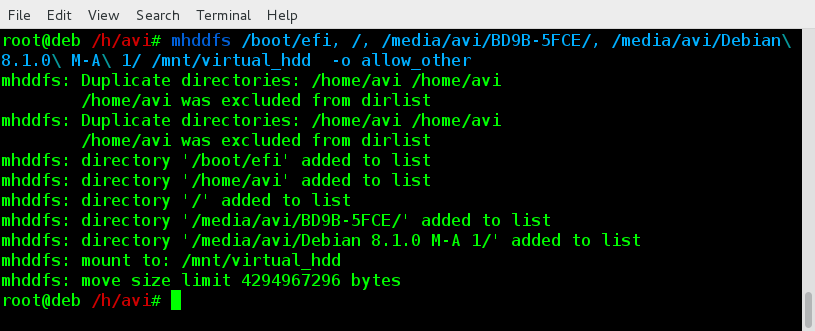 File Edit View Search Terminal Help
root@deb /h/avi# mhddfs /boot/efi, /, /media/avi/BD9B-5FCE/, /media/avi/Debian\
8.1.0\ M-A\ 1/ /mnt/virtual_hdd  -o allow_other
mhddfs: Duplicate directories: /home/avi /home/avi
        /home/avi was excluded from dirlist
mhddfs: Duplicate directories: /home/avi /home/avi
        /home/avi was excluded from dirlist
mhddfs: directory '/boot/efi' added to list
mhddfs: directory '/home/avi' added to list
mhddfs: directory '/' added to list
mhddfs: directory '/media/avi/BD9B-5FCE/' added to list
mhddfs: directory '/media/avi/Debian 8.1.0 M-A 1/' added to list
mhddfs: mount to: /mnt/virtual_hdd
mhddfs: move size limit 4294967296 bytes
root@deb /h/avi#